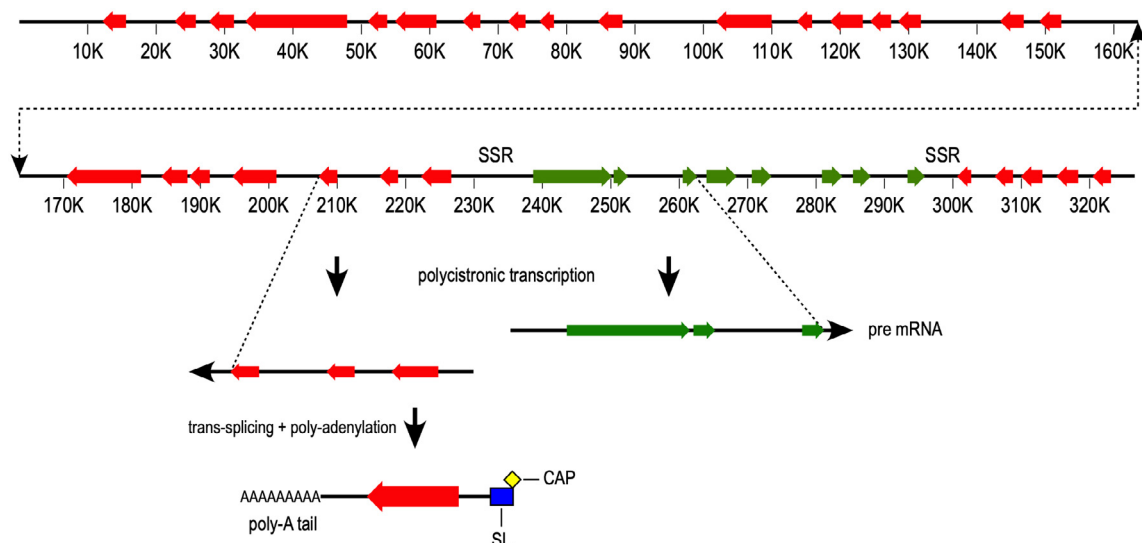 10K 20K 30K 40K 50K 60K 70K 80K 90K 100K 110K 120K 130K 140K 150K 160K
SSR SSR
170K 180K 190K 200K 210K 220K 230K 240K 250K 260K 270K 280K 290K 300K 310K 320K
polycistronic transcription
pre mRNA
trans-splicing + poly-adenylation
CAP
AAAAAAAAA
poly-A tail
SL